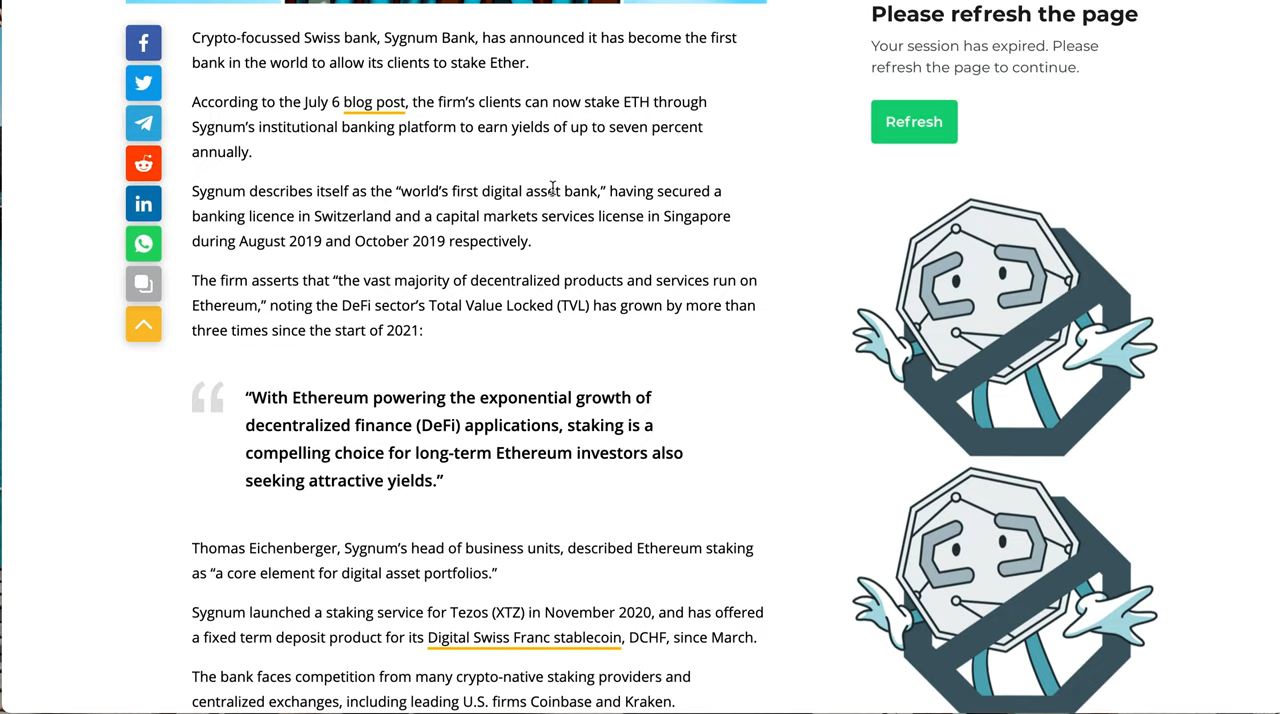 Crypto-focussed Swiss bank, Sygnum Bank, has announced it has become the first
bank in the world to allow its clients to stake Ether.
According to the July 6 blog post, the firm’s clients can now stake ETH through
Sygnum’s institutional banking platform to earn yields of up to seven percent
annually.
Sygnum describes itself as the “world’s first digital asset bank,” having secured a
banking licence in Switzerland and a capital markets services license in Singapore
during August 2019 and October 2019 respectively.
The firm asserts that “the vast majority of decentralized products and services run on
Ethereum,” noting the DeFi sector’s Total Value Locked (TVL) has grown by more than
three times since the start of 2021:
“With Ethereum powering the exponential growth of
decentralized finance (DeFi) applications, staking is a
compelling choice for long-term Ethereum investors also
seeking attractive yields.”
Thomas Eichenberger, Sygnum’s head of business units, described Ethereum staking
as “a core element for digital asset portfolios.”
Sygnum launched a staking service for Tezos (XTZ) in November 2020, and has offered
a fixed term deposit product for its Digital Swiss Franc stablecoin, DCHF, since March.
The bank faces competition from many crypto-native staking providers and
centralized exchanges, including leading U.S. firms Coinbase and Kraken.
Please refresh the page
Your session has expired. Please
refresh the page to continue.
Refresh